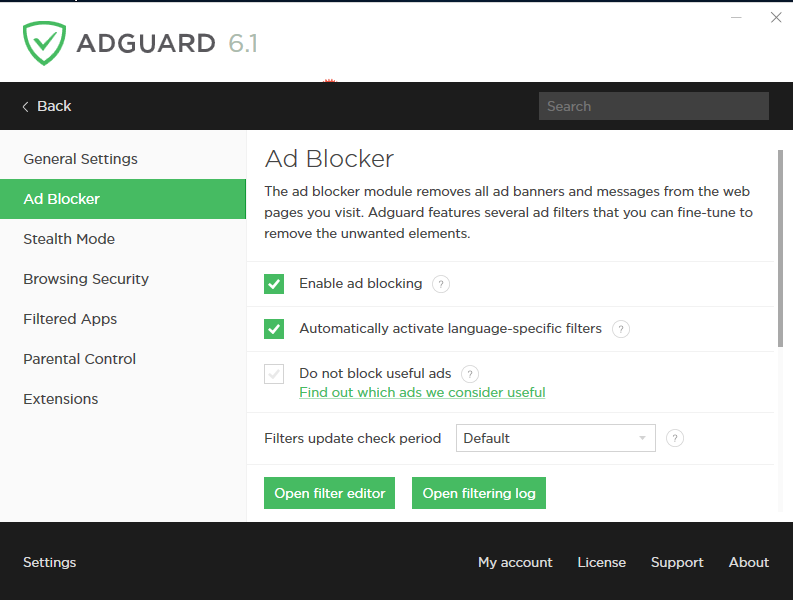 ADGUARD 6.1
Back
Search
General Settings
Ad Blocker
Stealth Mode
Browsing Security
Filtered Apps
Parental Control
Extensions
Ad Blocker
The ad blocker module removes all ad banners and messages from the web
pages you visit. Adguard features several ad filters that you can fine-tune to
remove the unwanted elements.
Enable ad blocking ?
Automatically activate language-specific filters ?
Do not block useful ads ?
Find out which ads we consider useful
Filters update check period Default ?
Open filter editor Open filtering log
Settings My account License Support About